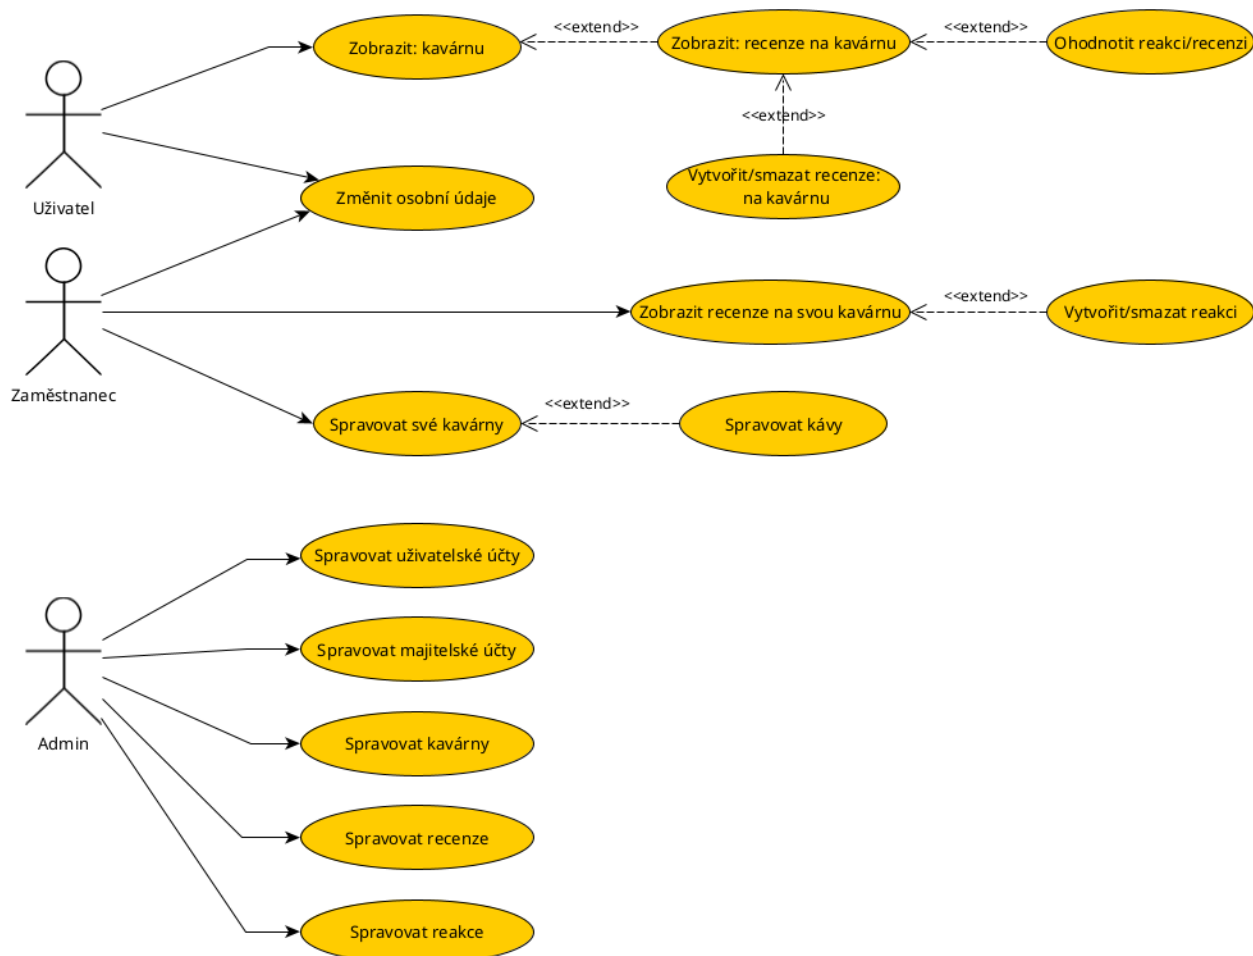 Zobrazit: kavárnu
<<extend>>
Zobrazit: recenze na kavárnu
<<extend>>
Ohodnotit reakci/recenzi
<<extend>>
Uživatel
Změnit osobní údaje
Vytvořit/smazat recenze:
na kavárnu
Zaměstnanec
Zobrazit recenze na svou kavárnu
<<extend>>
Vytvořit/smazat reakci
Spravovat své kavárny
<<extend>>
Spravovat kávy
Admin
Spravovat uživatelské účty
Spravovat majitelské účty
Spravovat kavárny
Spravovat recenze
Spravovat reakce